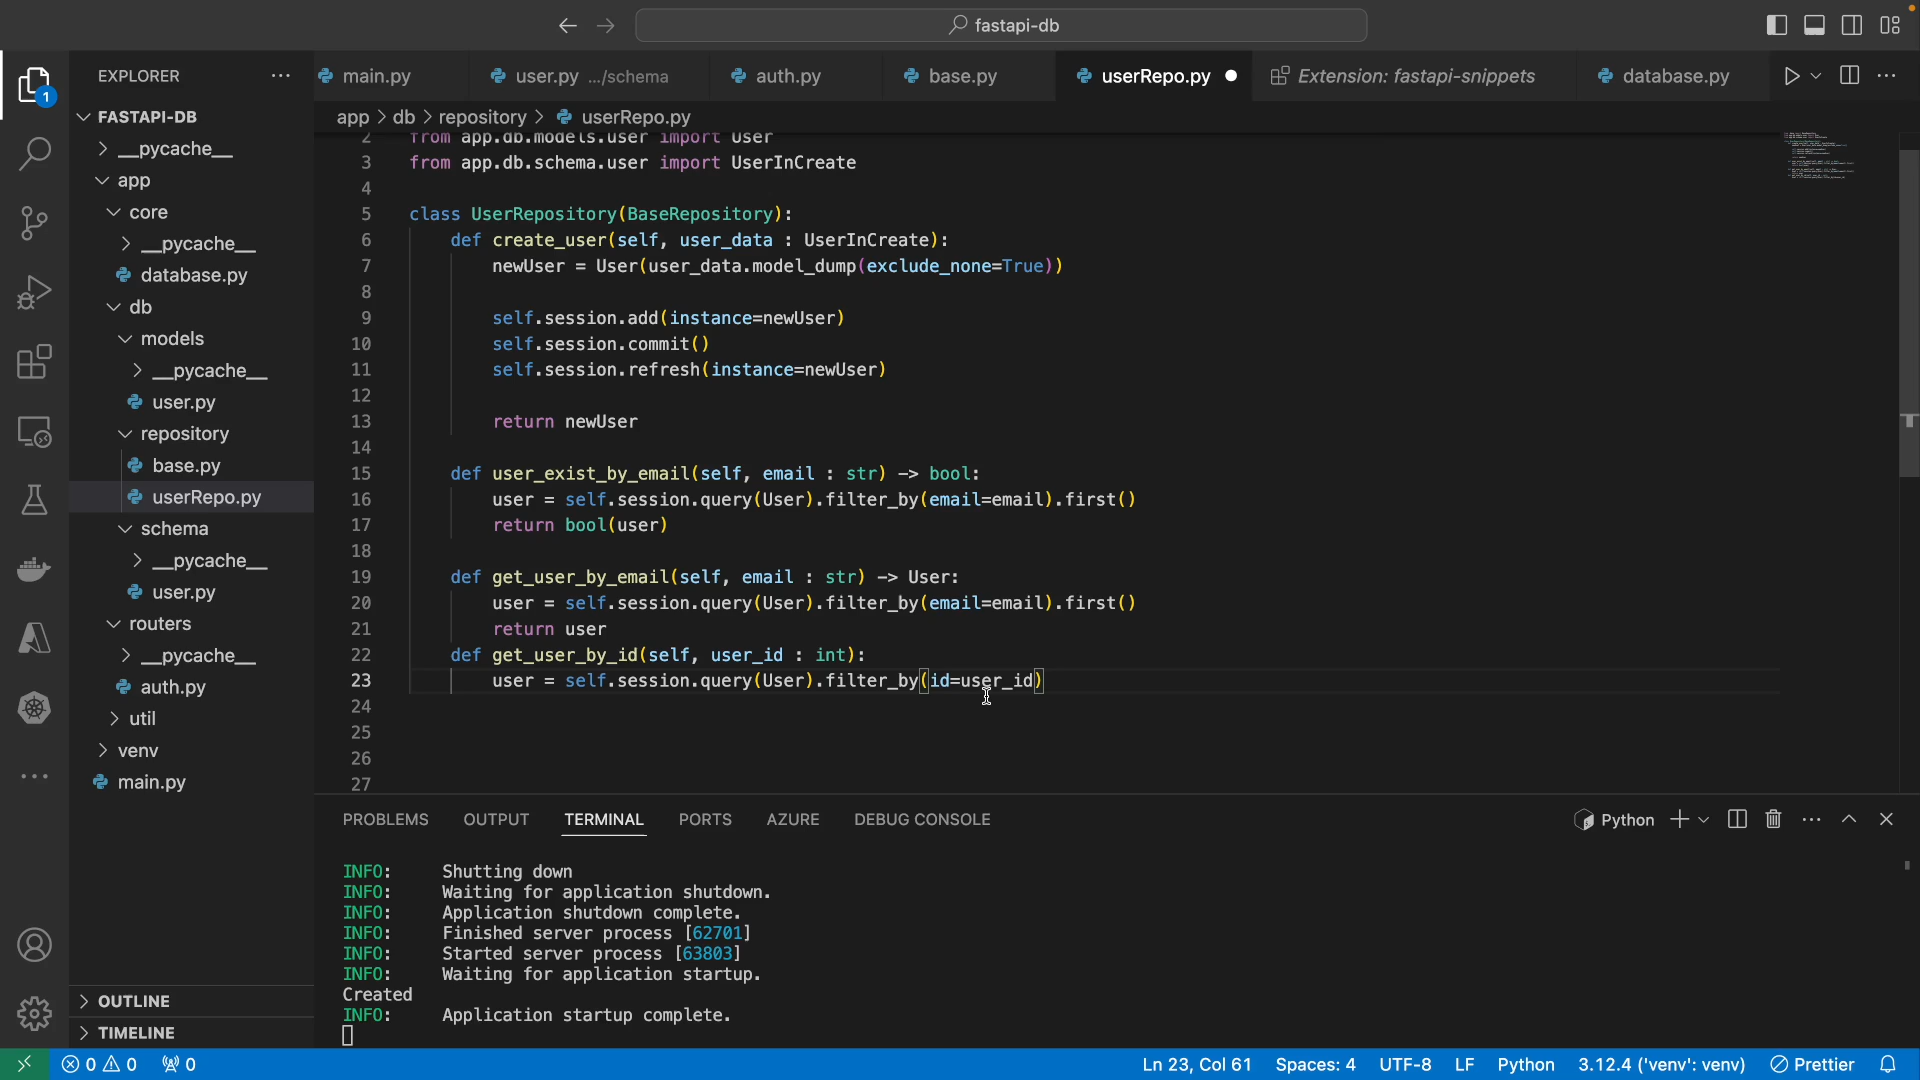 fastapi-db
EXPLORER
main.py
user.py .../schema
auth.py
base.py
userRepo.py
Extension: fastapi-snippets
database.py
1
FASTAPI-DB
__pycache__
app
core
__pycache__
database.py
db
models
__pycache__
user.py
repository
base.py
userRepo.py
schema
__pycache__
user.py
routers
__pycache__
auth.py
util
venv
main.py
OUTLINE
TIMELINE
app > db > repository > userRepo.py
2 from app.db.models.user import User
3 from app.db.schema.user import UserInCreate
4
5 class UserRepository(BaseRepository):
6     def create_user(self, user_data : UserInCreate):
7         newUser = User(user_data.model_dump(exclude_none=True))
8
9         self.session.add(instance=newUser)
10         self.session.commit()
11         self.session.refresh(instance=newUser)
12
13         return newUser
14
15     def user_exist_by_email(self, email : str) -> bool:
16         user = self.session.query(User).filter_by(email=email).first()
17         return bool(user)
18
19     def get_user_by_email(self, email : str) -> User:
20         user = self.session.query(User).filter_by(email=email).first()
21         return user
22     def get_user_by_id(self, user_id : int):
23         user = self.session.query(User).filter_by(id=user_id)
24
25
26
27
PROBLEMS OUTPUT TERMINAL PORTS AZURE DEBUG CONSOLE
Python
INFO: Shutting down
INFO: Waiting for application shutdown.
INFO: Application shutdown complete.
INFO: Finished server process [62701]
INFO: Started server process [63803]
INFO: Waiting for application startup.
Created
INFO: Application startup complete.
0 0 0
Ln 23, Col 61 Spaces: 4 UTF-8 LF Python 3.12.4 ('venv': venv) Prettier